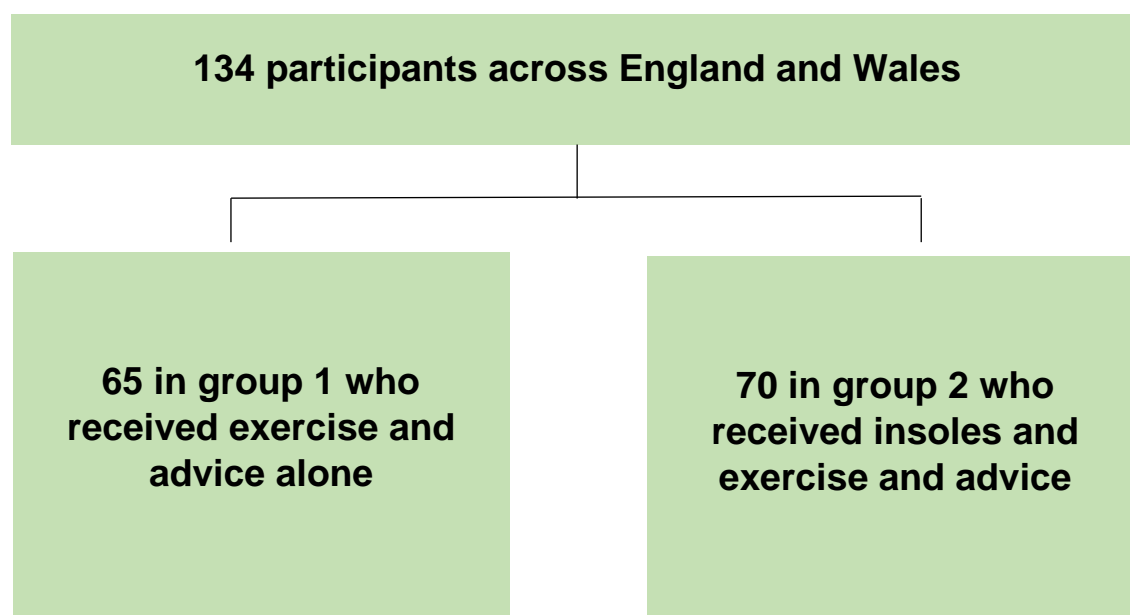 134 participants across England and Wales
65 in group 1 who
received exercise and
advice alone
70 in group 2 who
received insoles and
exercise and advice